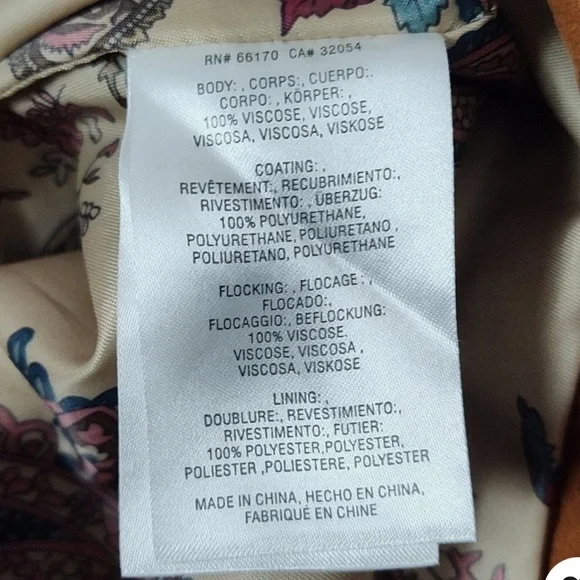 RN# 66170 CA# 32054
BODY: , CORPS:, CUERPO:,
CORPO: , KÖRPER: ,
100% VISCOSE, VISCOSE,
VISCOSA, VISCOSA, VISKOSE
COATING: ,
REVÊTEMENT:, RECUBRIMIENTO:,
RIVESTIMENTO: , ÜBERZUG:
100% POLYURETHANE,
POLYURETHANE, POLIURETANO ,
POLIURETANO, POLYURETHANE
FLOCKING: , FLOCAGE : ,
FLOCADO:,
FLOCAGGIO:, BEFLOCKUNG:
100% VISCOSE,
VISCOSE, VISCOSA ,
VISCOSA, VISKOSE
LINING: ,
DOUBLURE:, REVESTIMIENTO:,
RIVESTIMENTO:, FUTIER:
100% POLYESTER,POLYESTER,
POLIESTER ,POLIESTERE, POLYESTER
MADE IN CHINA, HECHO EN CHINA,
FABRIQUÉ EN CHINE